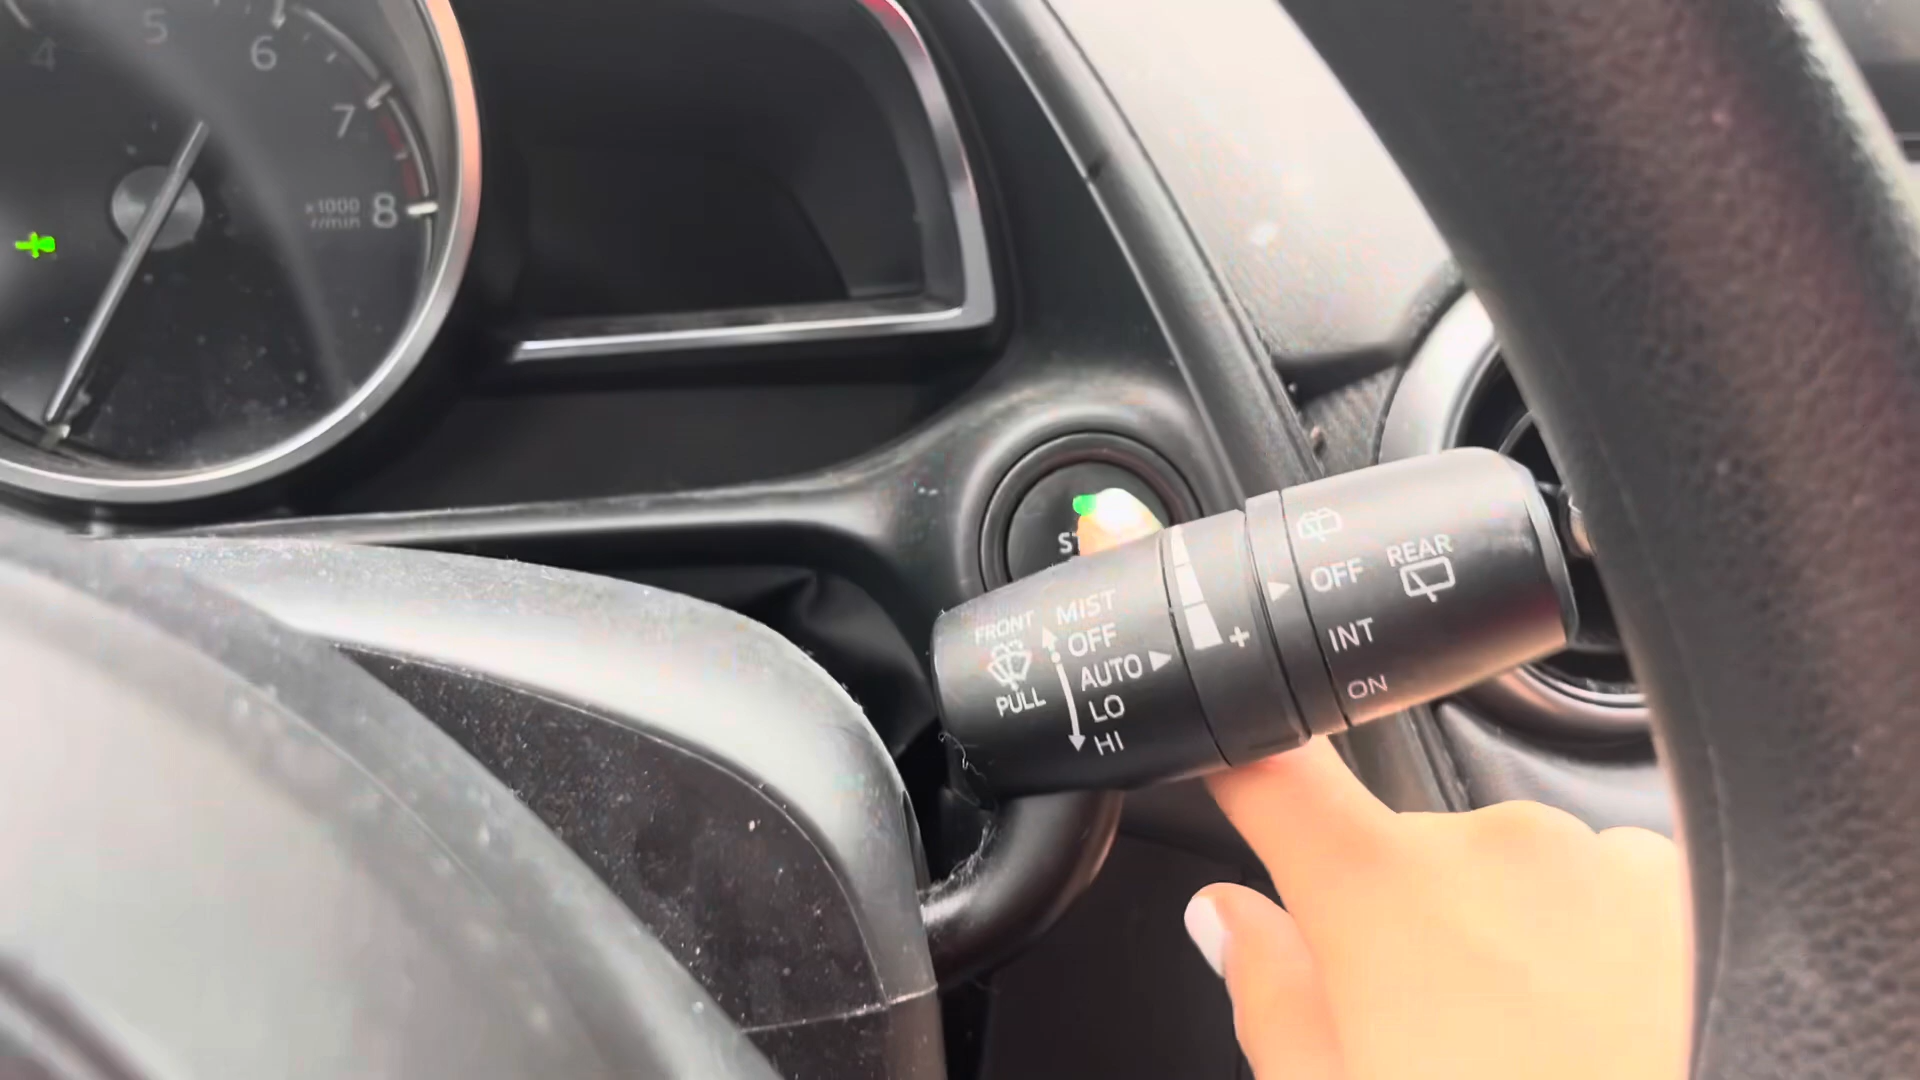 4
5
6
7
8
x1000
r/min
FRONT
PULL
MIST
OFF
AUTO
LO
HI
+
OFF
INT
ON
REAR